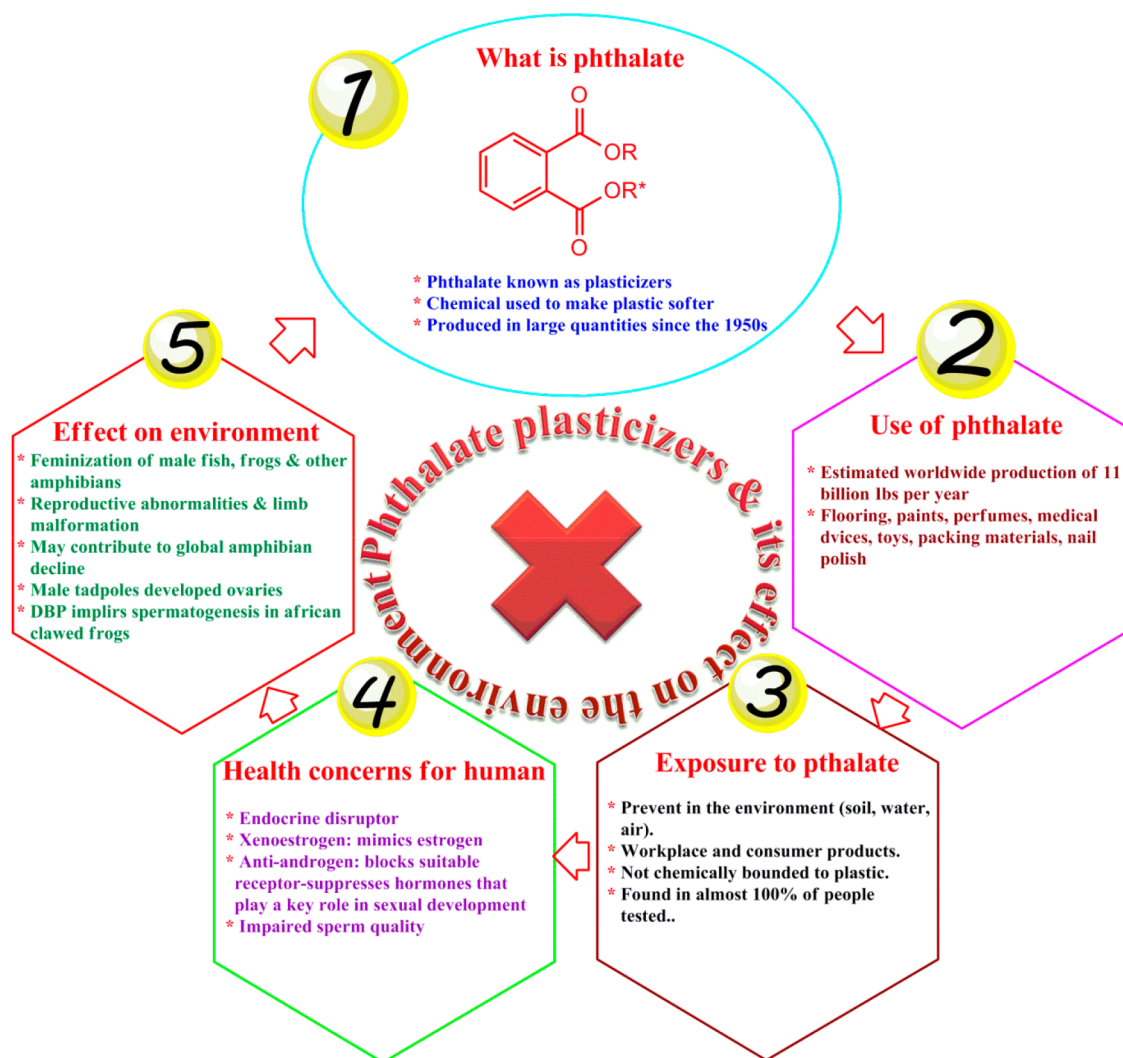 1
What is phthalate
O
OR
OR*
O
* Phthalate known as plasticizers
* Chemical used to make plastic softer
* Produced in large quantities since the 1950s
2
Use of phthalate
* Estimated worldwide production of 11
billion Ibs per year
* Flooring, paints, perfumes, medical
dvices, toys, packing materials, nail
polish
3
Exposure to pthalate
* Prevent in the environment (soil, water,
air).
* Workplace and consumer products.
* Not chemically bounded to plastic.
* Found in almost 100% of people
tested..
4
Health concerns for human
* Endocrine disruptor
* Xenoestrogen: mimics estrogen
* Anti-androgen: blocks suitable
receptor-suppresses hormones that
play a key role in sexual development
* Impaired sperm quality
5
Effect on environment
* Feminization of male fish, frogs & other
amphibians
* Reproductive abnormalities & limb
malformation
* May contribute to global amphibian
decline
* Male tadpoles developed ovaries
* DBP implirs spermatogenesis in african
clawed frogs
Phthalate plasticizers & its effect on the environment